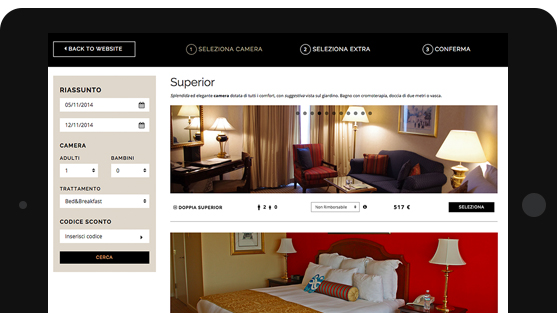 BACK TO WEBSITE
1 SELEZIONA CAMERA
2 SELEZIONA EXTRA
3 CONFERMA
RIASSUNTO
05/11/2014
12/11/2014
CAMERA
ADULTI BAMBINI
1 0
TRATTAMENTO
Bed&Breakfast
CODICE SCONTO
Inserisci codice
CERCA
Superior
Splendida ed elegante camera dotata di tutti i comfort, con suggestiva vista sul giardino. Bagno con cromoterapia, doccia di due metri e vasca.
DOPPIA SUPERIOR 2 0 Non Rimborsabile 517 € SELEZIONA